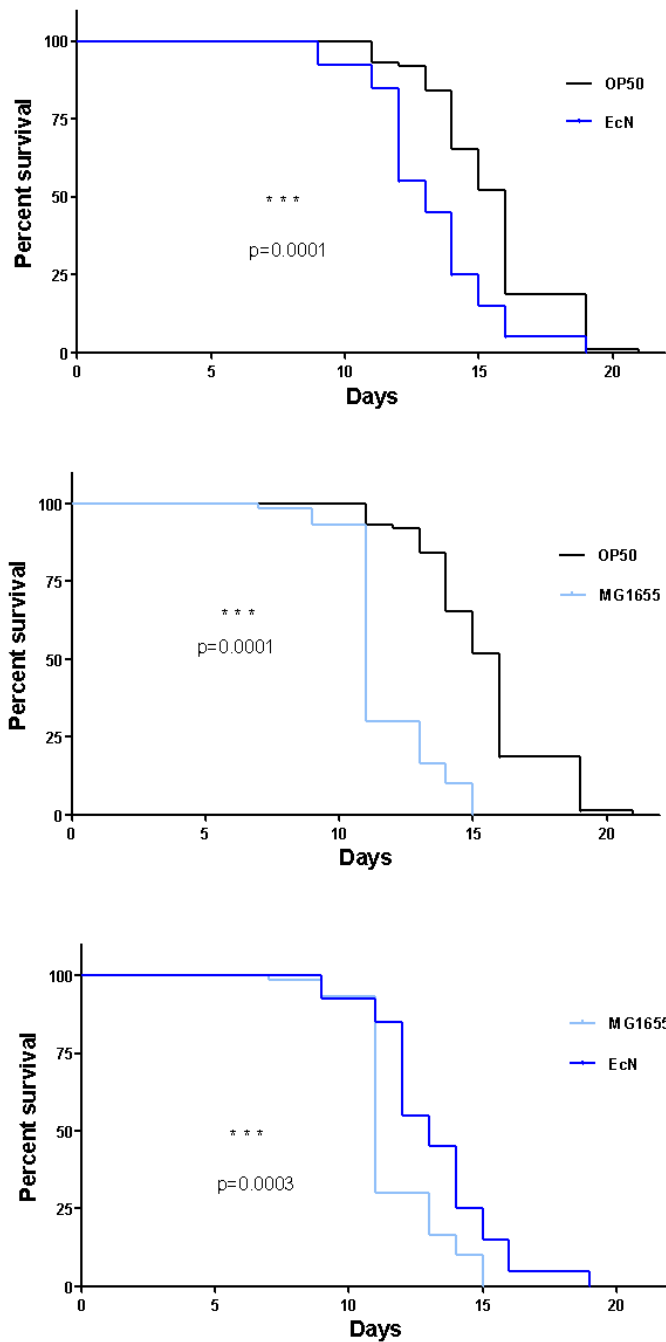 100
75
50
25
0
Percent survival
OP50
EcN
* * *
p=0.0001
0 5 10 15 20
Days
100
75
50
25
0
Percent survival
OP50
MG1655
* * *
p=0.0001
0 5 10 15 20
Days
100
75
50
25
0
Percent survival
MG1655
EcN
* * *
p=0.0003
0 5 10 15 20
Days